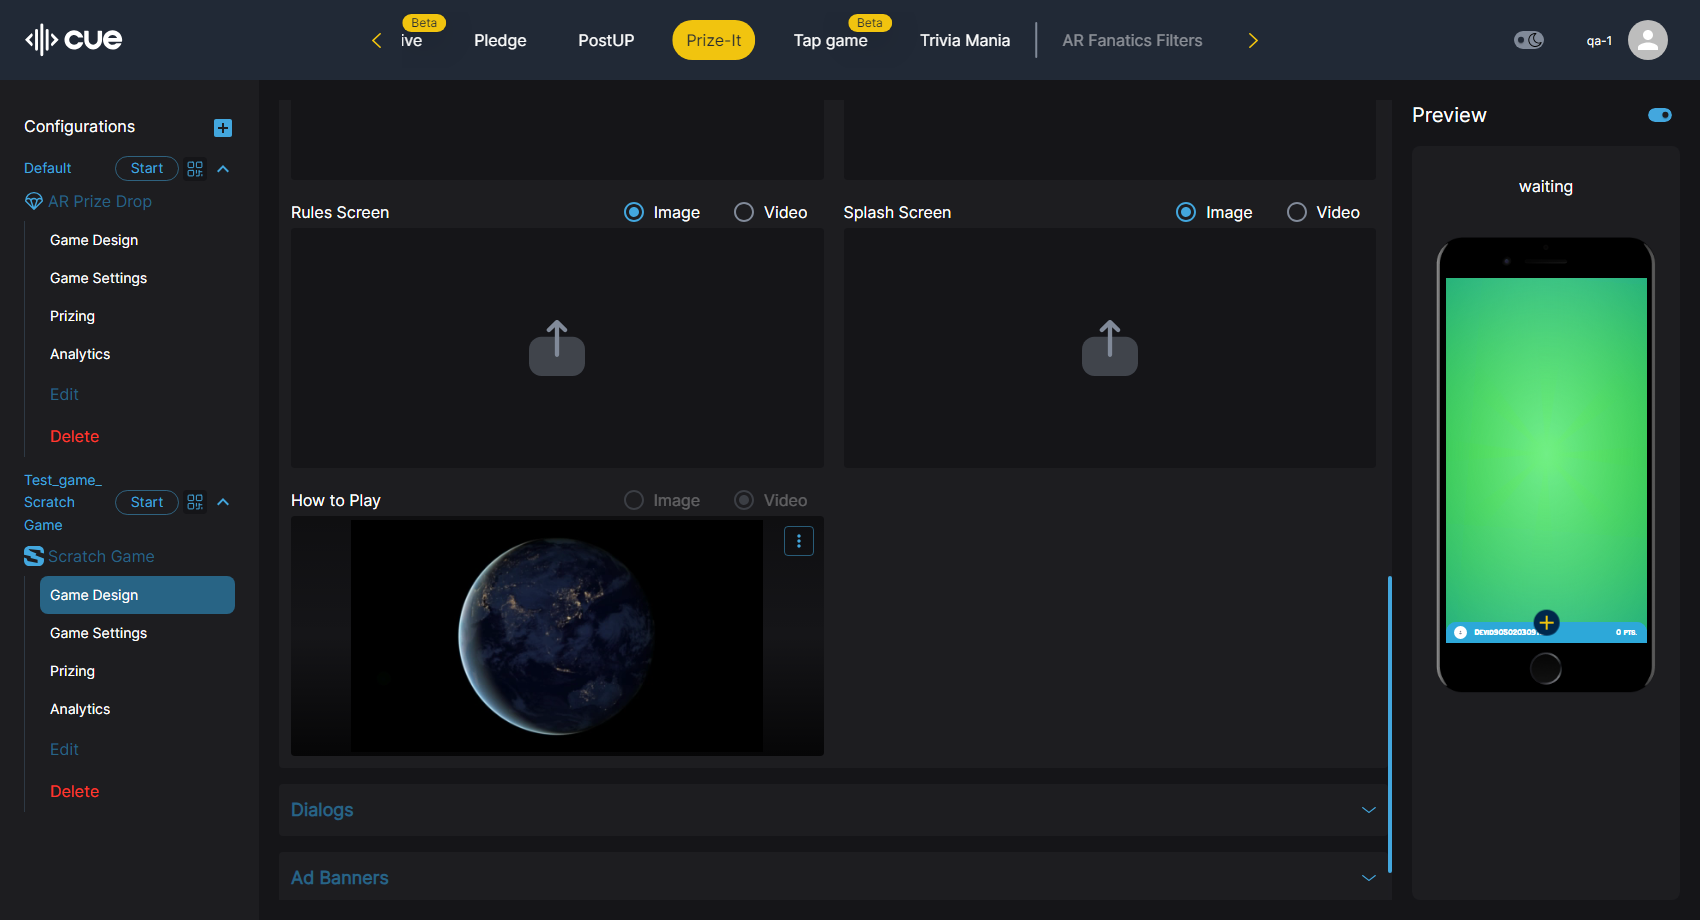 cue
Beta
ive
Pledge
PostUP
Prize-It
Beta
Tap game
Trivia Mania
AR Fanatics Filters
qa-1
Configurations
Default
Start
AR Prize Drop
Game Design
Game Settings
Prizing
Analytics
Edit
Delete
Test_game_
Scratch
Game
Start
Scratch Game
Game Design
Game Settings
Prizing
Analytics
Edit
Delete
Rules Screen
Image
Video
Splash Screen
Image
Video
How to Play
Image
Video
Dialogs
Ad Banners
Preview
waiting
0 PTS.